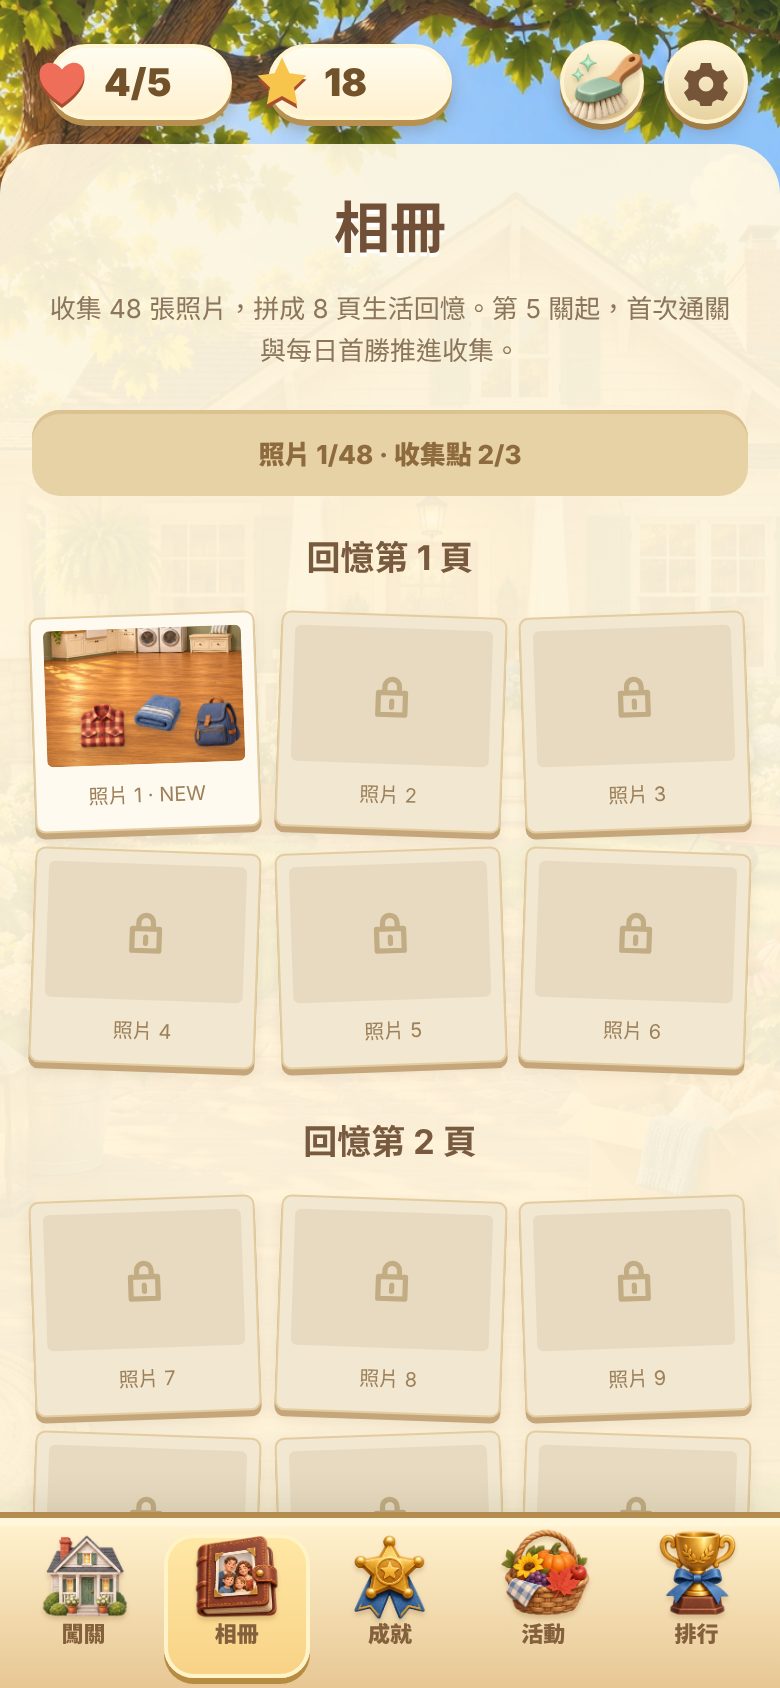 4/5
18
相冊
收集 48 張照片，拼成 8 頁生活回憶。第 5 關起，首次通關
與每日首勝推進收集。
照片 1/48 · 收集點 2/3
回憶第 1 頁
照片 1 · NEW
照片 2
照片 3
照片 4
照片 5
照片 6
回憶第 2 頁
照片 7
照片 8
照片 9
闖關
相冊
成就
活動
排行